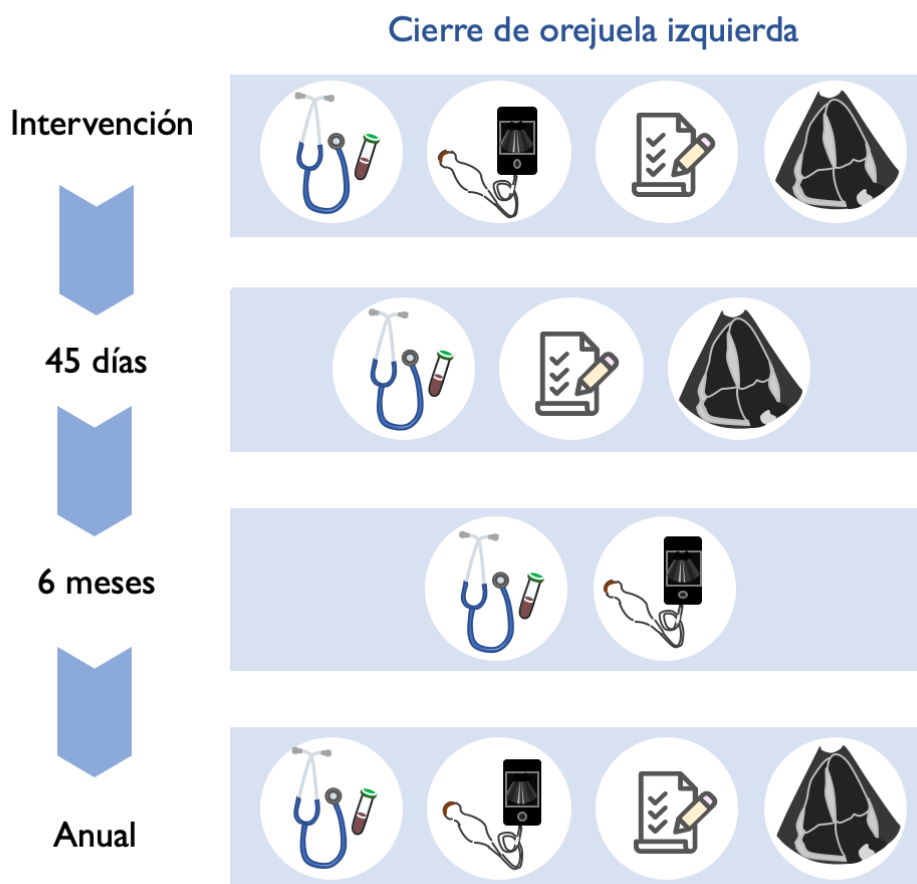 Cierre de orejuela izquierda
Intervención
45 días
6 meses
Anual